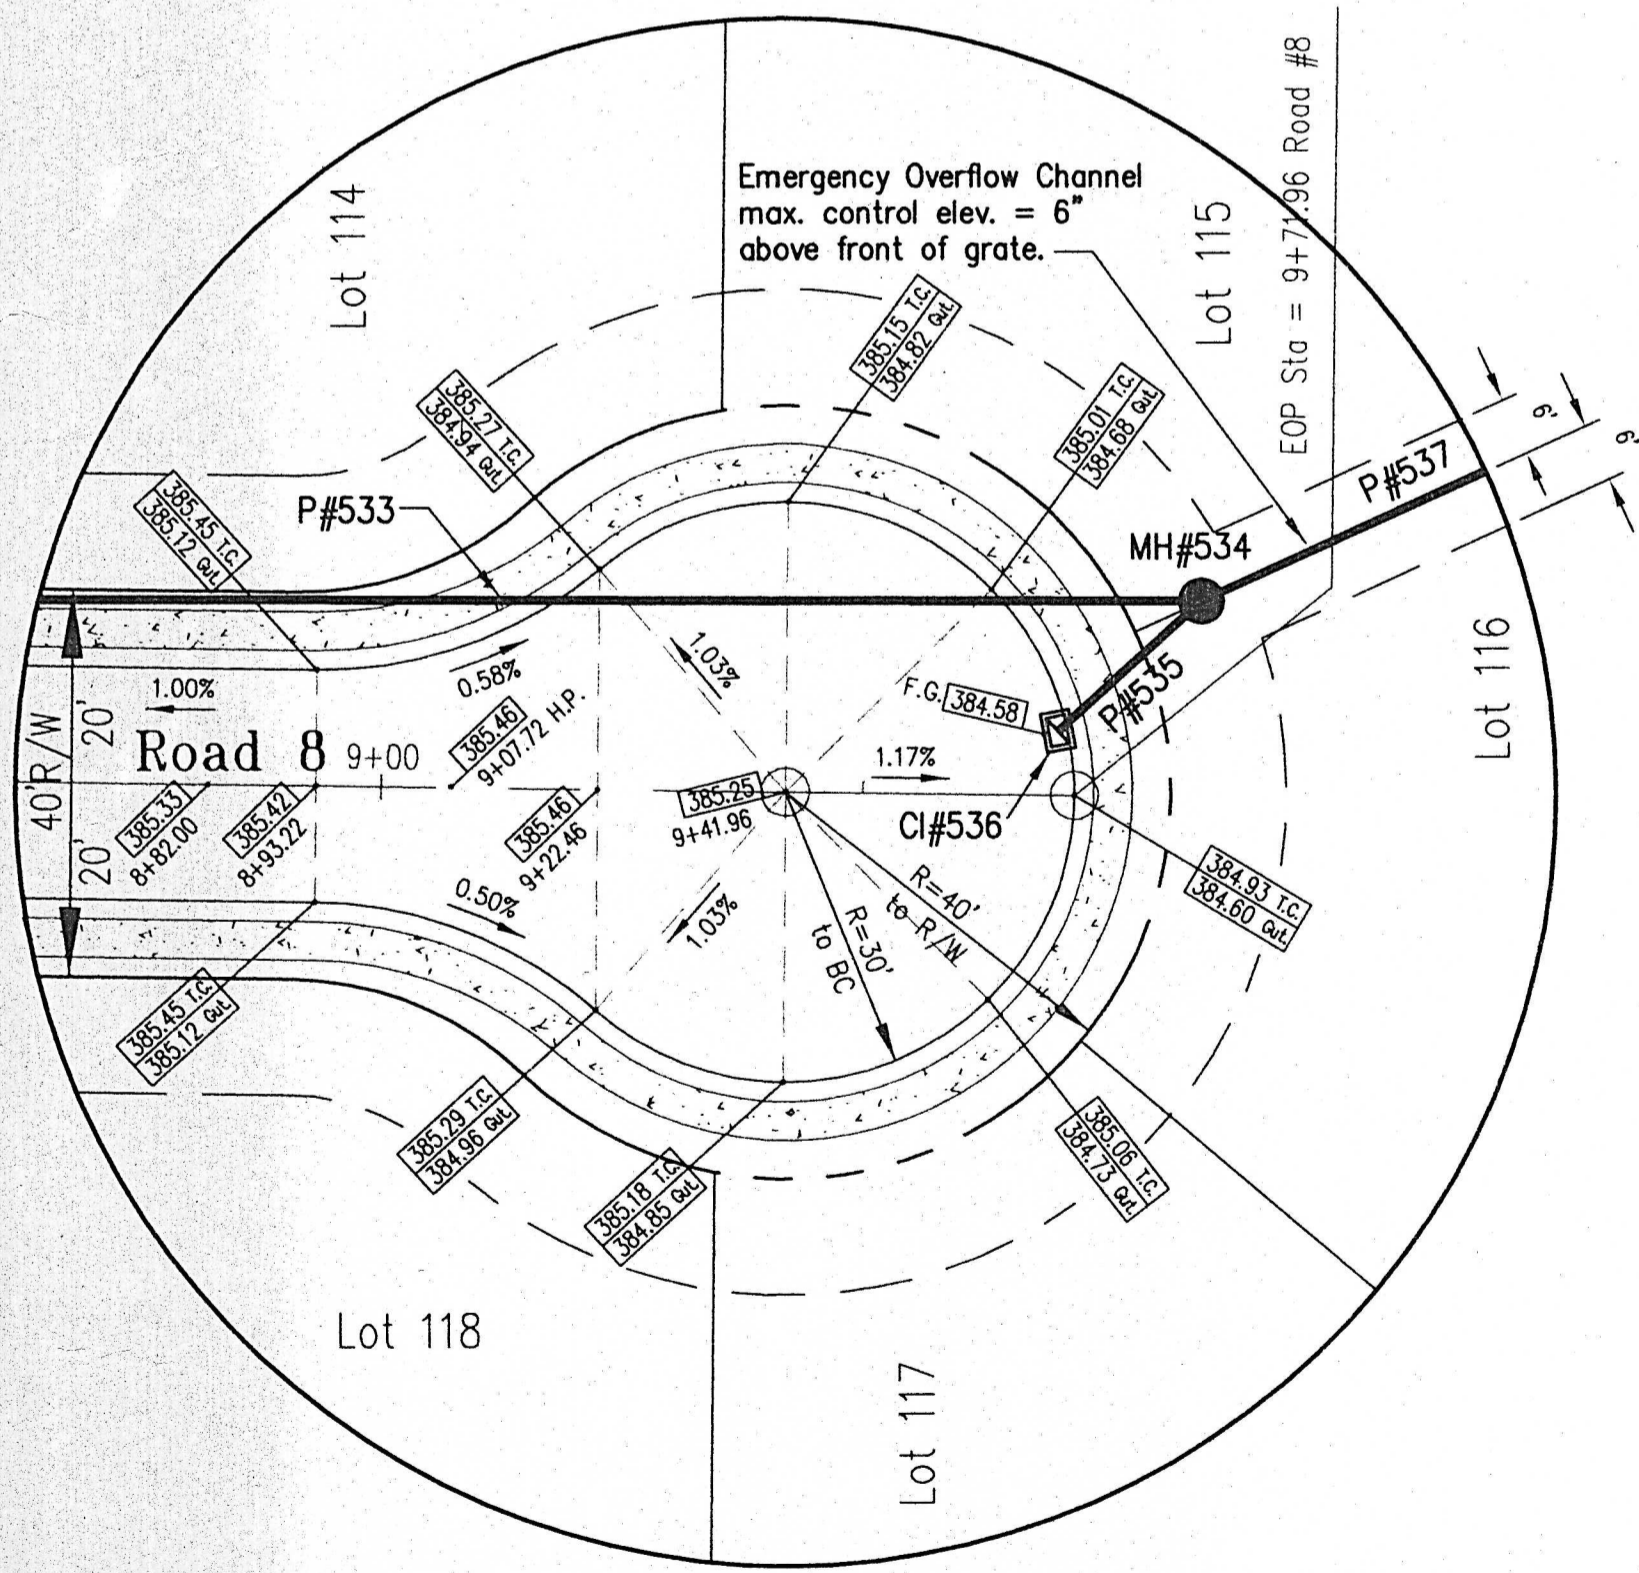 Emergency Overflow Channel
max. control elev. = 6"
above front of grate.
EOP Sta = 9+71.96 Road #8
Lot 114
Lot 115
385.15 T.C.
384.82 Gut.
385.27 T.C.
384.94 Gut.
385.01 T.C.
384.68 Gut.
385.45 T.C.
385.12 Gut.
P#533
P#537
MH#534
P#535
Lot 116
1.03%
0.58%
1.00%
F.G. 384.58
40'R/W
20'
20'
Road 8
9+00
385.46
9+07.72 H.P.
1.17%
385.33
8+82.00
385.42
8+93.22
385.46
9+22.46
385.25
9+41.96
CI#536
R=40'
to R/W
R=30'
to BC
384.93 T.C.
384.60 Gut.
0.50%
1.03%
385.45 T.C.
385.12 Gut.
385.29 T.C.
384.96 Gut.
385.18 T.C.
384.85 Gut.
385.06 T.C.
384.73 Gut.
Lot 118
Lot 117